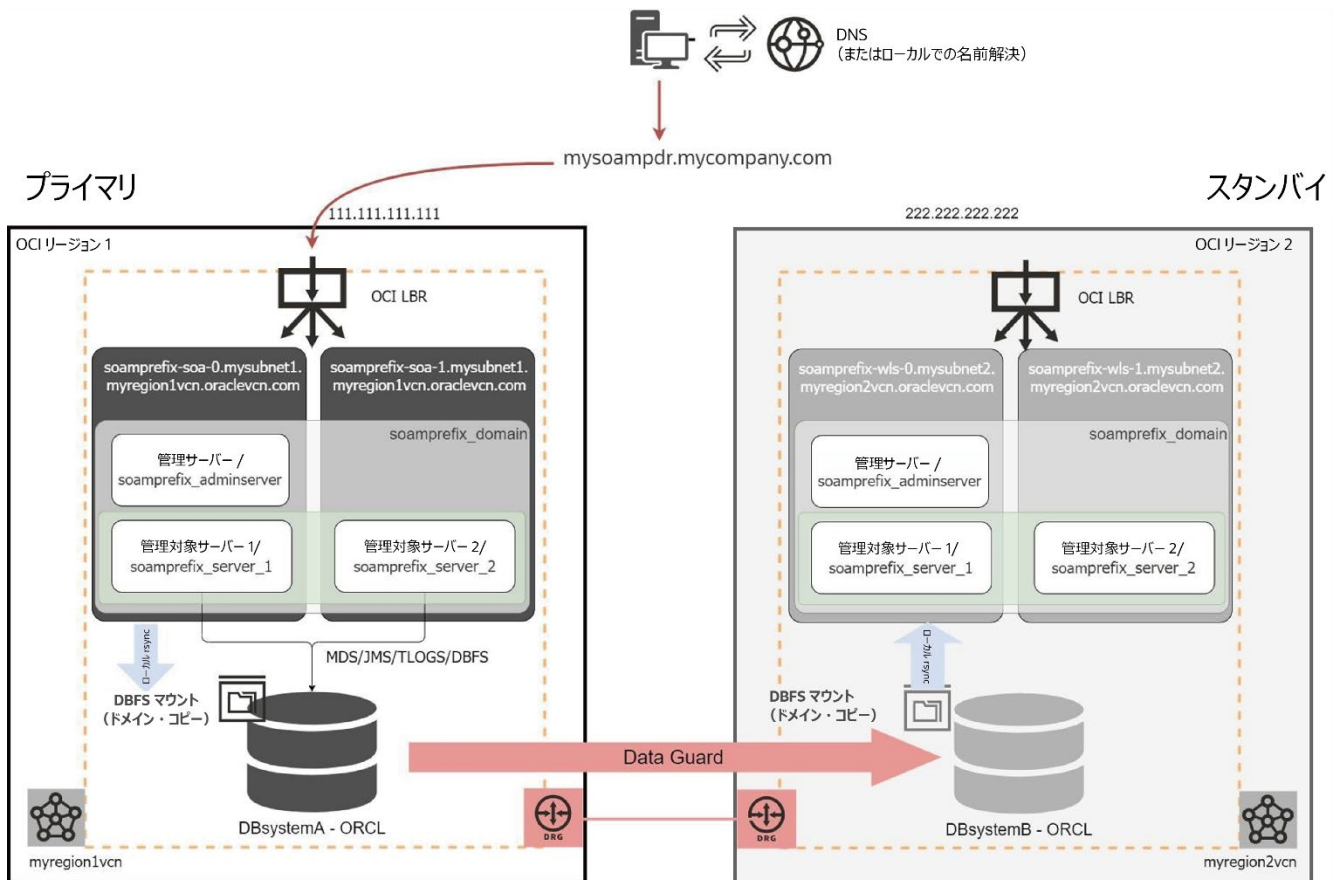 DNS
（またはローカルでの名前解決）
mysoampdr.mycompany.com
プライマリ
スタンバイ
111.111.111.111
222.222.222.222
OCI リージョン 1
OCI LBR
soamprefix-soa-0.mysubnet1.
myregion1vcn.oraclevcn.com
soamprefix-soa-1.mysubnet1.
myregion1vcn.oraclevcn.com
soamprefix_domain
管理サーバー /
soamprefix_adminserver
管理対象サーバー 1/
soamprefix_server_1
管理対象サーバー 2/
soamprefix_server_2
ローカル rsync
MDS/JMS/TLOGS/DBFS
DBFS マウント
（ドメイン・コピー）
DBsystemA - ORCL
DRG
myregion1vcn
Data Guard
OCI リージョン 2
OCI LBR
soamprefix-wls-0.mysubnet2.
myregion2vcn.oraclevcn.com
soamprefix-wls-1.mysubnet2.
myregion2vcn.oraclevcn.com
soamprefix_domain
管理サーバー /
soamprefix_adminserver
管理対象サーバー 1/
soamprefix_server_1
管理対象サーバー 2/
soamprefix_server_2
ローカル rsync
DBFS マウント
（ドメイン・コピー）
DBsystemB - ORCL
DRG
myregion2vcn